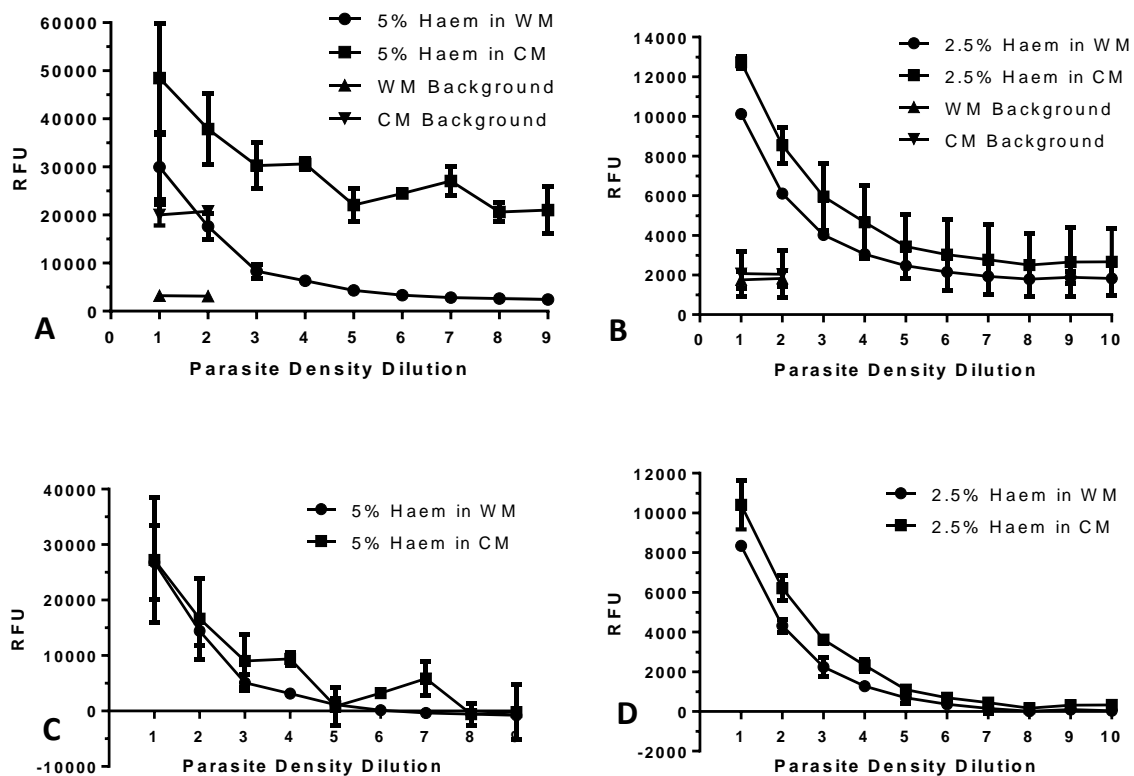 60000
50000
40000
30000
20000
10000
0
RFU
5% Haem in WM
5% Haem in CM
WM Background
CM Background
0 1 2 3 4 5 6 7 8 9
Parasite Density Dilution
A
14000
12000
10000
8000
6000
4000
2000
0
RFU
2.5% Haem in WM
2.5% Haem in CM
WM Background
CM Background
0 1 2 3 4 5 6 7 8 9 10
Parasite Density Dilution
B
40000
30000
20000
10000
0
-10000
RFU
5% Haem in WM
5% Haem in CM
1 2 3 4 5 6 7 8 9
Parasite Density Dilution
C
12000
10000
8000
6000
4000
2000
0
-2000
RFU
2.5% Haem in WM
2.5% Haem in CM
1 2 3 4 5 6 7 8 9 10
Parasite Density Dilution
D